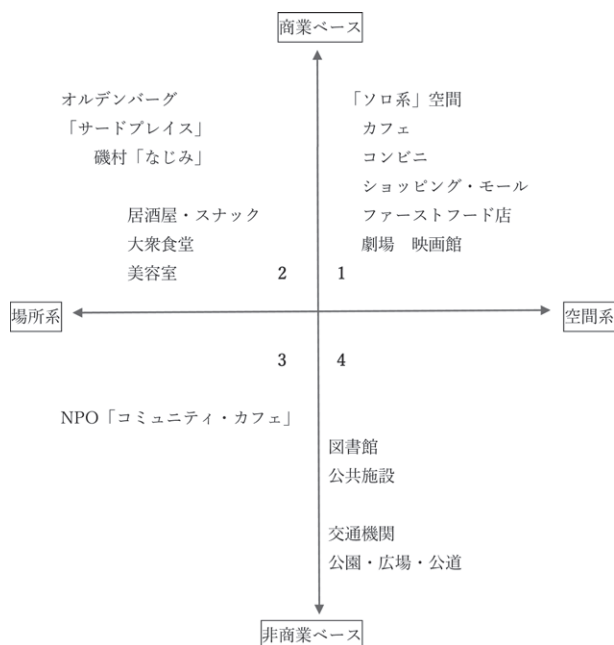 商業ベース
オルデンバーグ
「サードプレイス」
磯村「なじみ」
居酒屋・スナック
大衆食堂
美容室
2
「ソロ系」空間
カフェ
コンビニ
ショッピング・モール
ファーストフード店
劇場　映画館
1
場所系
空間系
3
4
NPO「コミュニティ・カフェ」
図書館
公共施設
交通機関
公園・広場・公道
非商業ベース